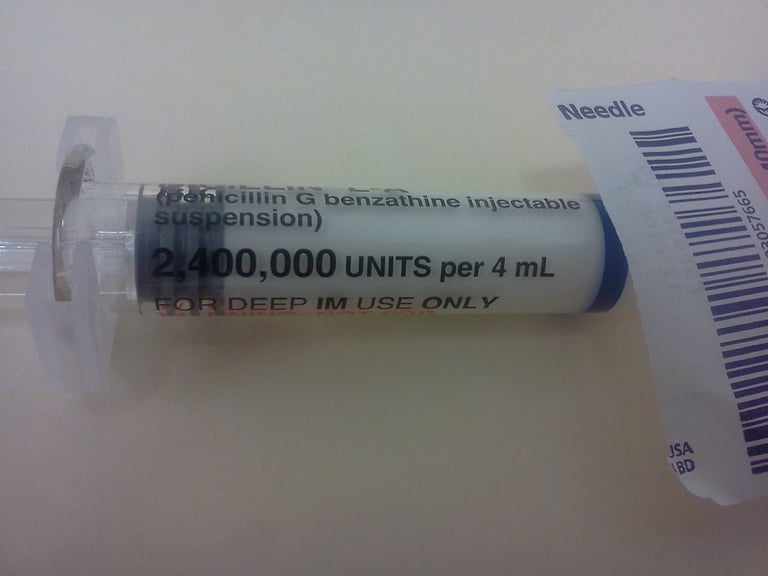 (penicillin G benzathine injectable
suspension)
2,400,000 UNITS per 4 mL
FOR DEEP IM USE ONLY
Needle
USA